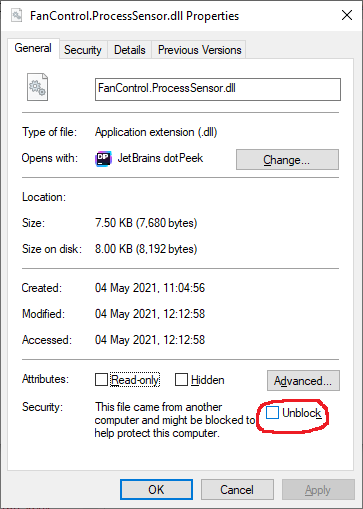 FanControl.ProcessSensor.dll Properties
General Security Details Previous Versions
FanControl.ProcessSensor.dll
Type of file: Application extension (.dll)
Opens with: DP JetBrains dotPeek Change...
Location:
Size: 7.50 KB (7,680 bytes)
Size on disk: 8.00 KB (8,192 bytes)
Created: 04 May 2021, 11:04:56
Modified: 04 May 2021, 12:12:58
Accessed: 04 May 2021, 12:12:58
Attributes: Read-only Hidden Advanced...
Security: This file came from another Unblock
computer and might be blocked to
help protect this computer.
OK Cancel Apply